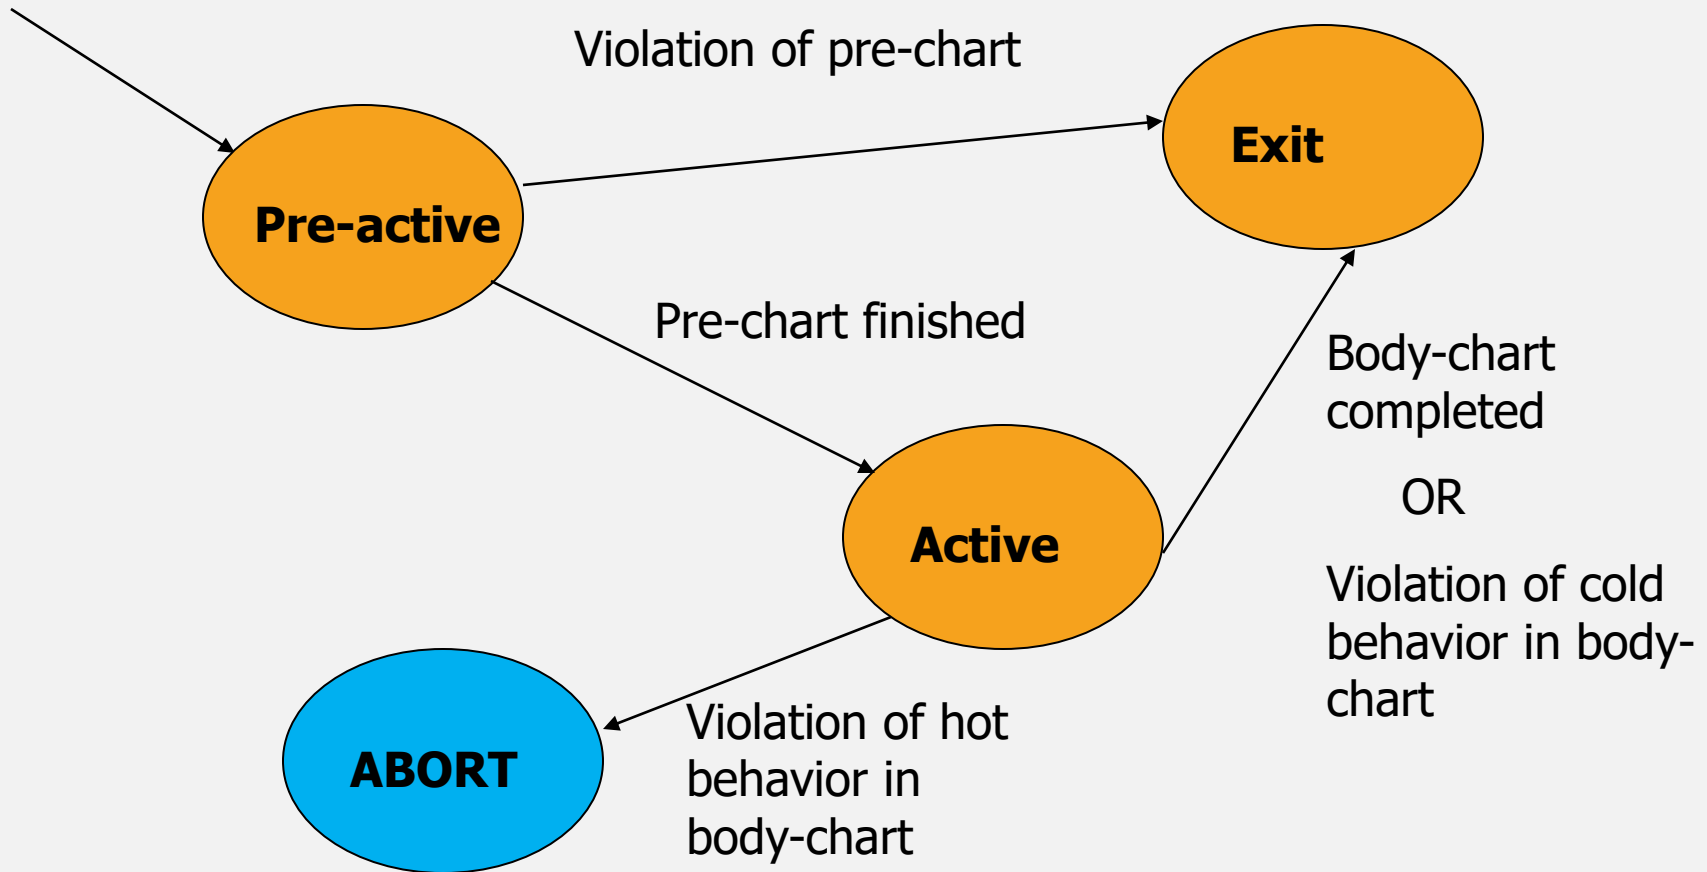 Violation of pre-chart
Exit
Pre-active
Pre-chart finished
Body-chart
completed
OR
Active
Violation of cold
behavior in body-
chart
Violation of hot
behavior in
body-chart
ABORT